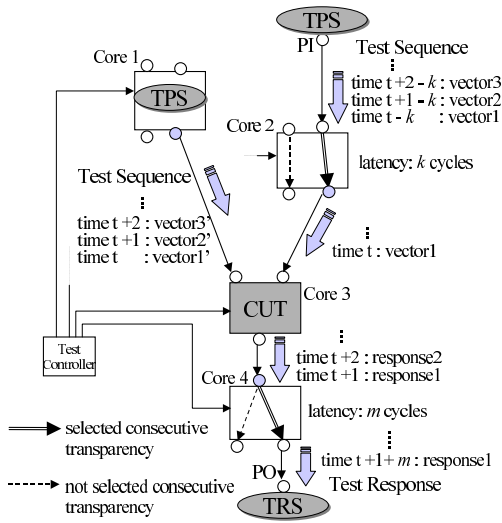 TPS
PI
Test Sequence
⋮
time t+2 - k : vector3
time t+1 - k : vector2
time t - k : vector1
Core 1
TPS
Core 2
latency: k cycles
Test Sequence
⋮
time t+2 : vector3’
time t+1 : vector2’
time t : vector1’
⋮
time t : vector1
CUT
Core 3
Test
Controller
⋮
time t+2 : response2
time t+1 : response1
Core 4
latency: m cycles
selected consecutive
transparency
⋮
time t+1+ m : response1
PO
Test Response
not selected consecutive
transparency
TRS